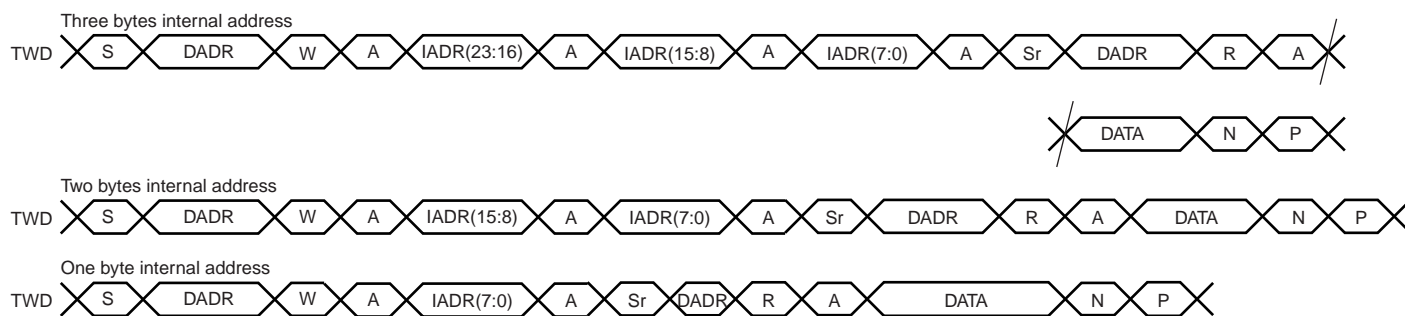 Three bytes internal address
TWD S DADR W A IADR(23:16) A IADR(15:8) A IADR(7:0) A Sr DADR R A
DATA N P
Two bytes internal address
TWD S DADR W A IADR(15:8) A IADR(7:0) A Sr DADR R A DATA N P
One byte internal address
TWD S DADR W A IADR(7:0) A Sr DADR R A DATA N P